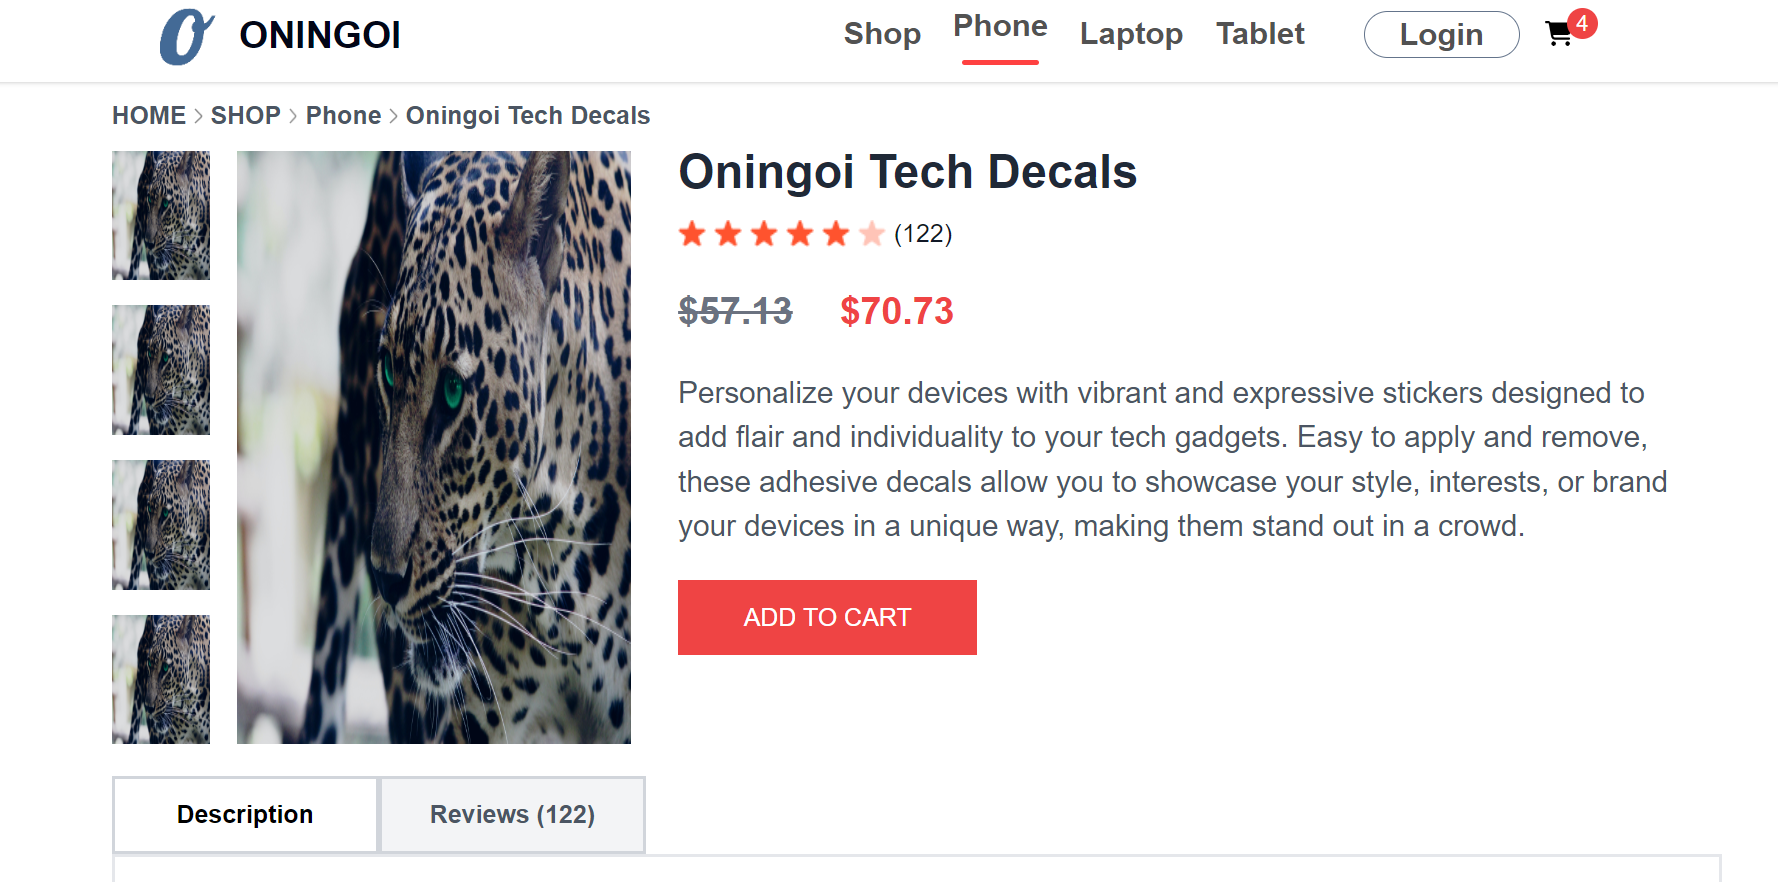 O ONINGOI
Shop Phone Laptop Tablet Login 4
HOME > SHOP > Phone > Oningoi Tech Decals
Oningoi Tech Decals
(122)
$57.13 $70.73
Personalize your devices with vibrant and expressive stickers designed to
add flair and individuality to your tech gadgets. Easy to apply and remove,
these adhesive decals allow you to showcase your style, interests, or brand
your devices in a unique way, making them stand out in a crowd.
ADD TO CART
Description
Reviews (122)